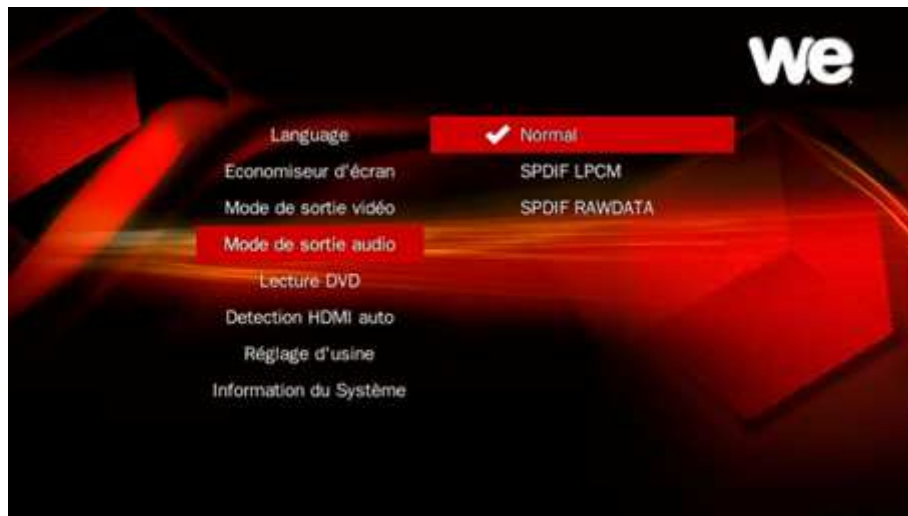 we
Language
Normal
Economiseur d'écran
SPDIF LPCM
Mode de sortie vidéo
SPDIF RAWDATA
Mode de sortie audio
Lecture DVD
Detection HDMI auto
Réglage d'usine
Information du Système